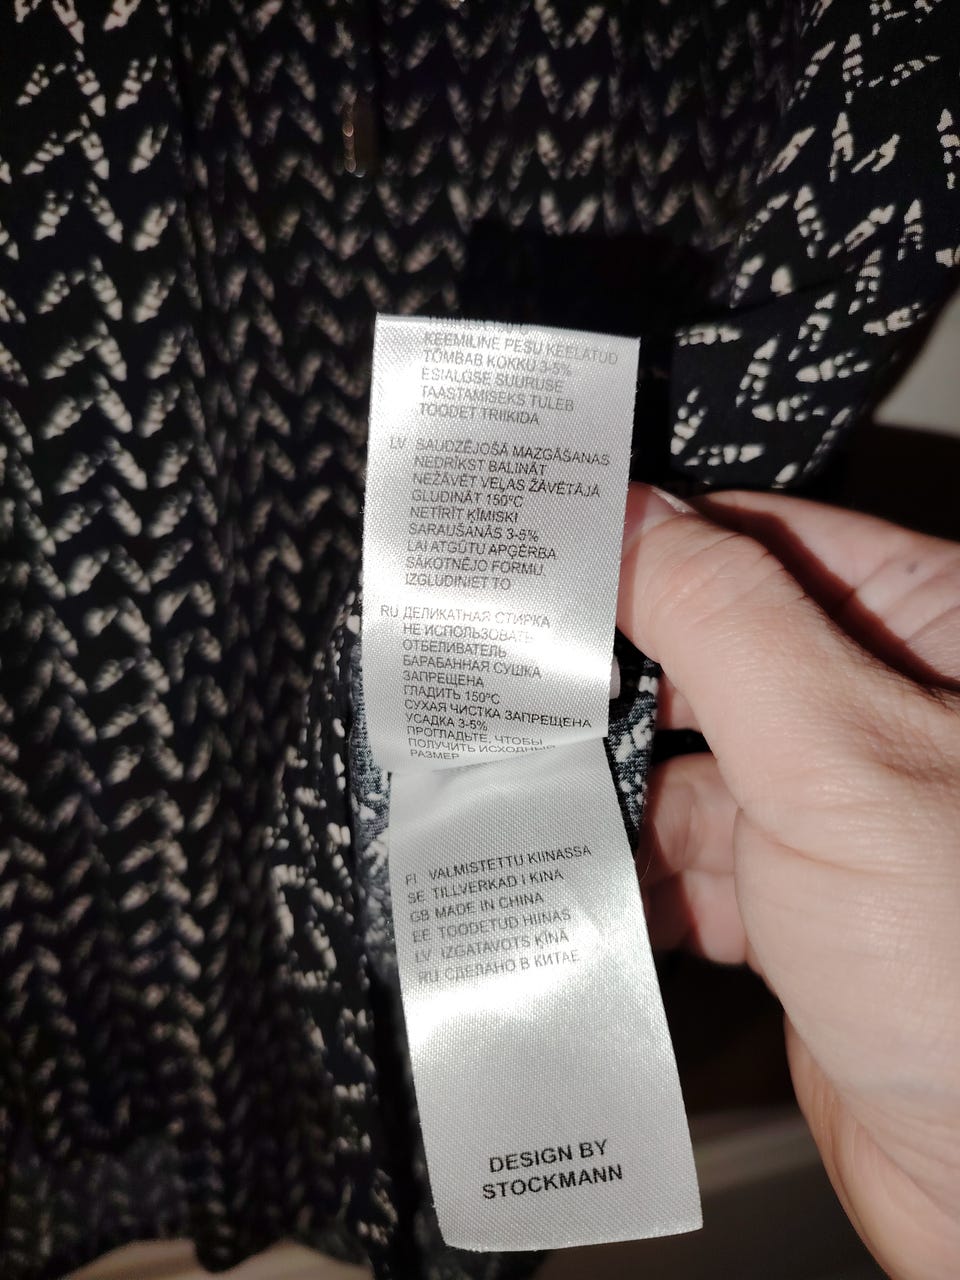 KEEMILINE PESU KEELATUD
TÕMBAB KOKKU 3-5%
ESIALGSE SUURUSE
TAASTAMISEKS TULEB
TOODET TRIIKIDA
LV SAUDZĒJOŠĀ MAZGĀŠANAS
NEDRĪKST BALINĀT
NEŽĀVĒT VEĻAS ŽĀVĒTĀJĀ
GLUDINĀT 150ºC
NETĪRĪT ĶĪMISKI
SARAUŠANĀS 3-5%
LAI ATGŪTU APĢĒRBA
SĀKOTNĒJO FORMU,
IZGLUDINIET TO
RU ДЕЛИКАТНАЯ СТИРКА
НЕ ИСПОЛЬЗОВАТЬ
ОТБЕЛИВАТЕЛЬ
БАРАБАННАЯ СУШКА
ЗАПРЕЩЕНА
ГЛАДИТЬ 150ºC
СУХАЯ ЧИСТКА ЗАПРЕЩЕНА
УСАДКА 3-5%
ПРОГЛАДЬТЕ, ЧТОБЫ
ПОЛУЧИТЬ ИСХОДНЫЙ
РАЗМЕР
FI VALMISTETTU KIINASSA
SE TILLVERKAD I KINA
GB MADE IN CHINA
EE TOODETUD HIINAS
LV IZGATAVOTS ĶĪNĀ
RU СДЕЛАНО В КИТАЕ
DESIGN BY
STOCKMANN